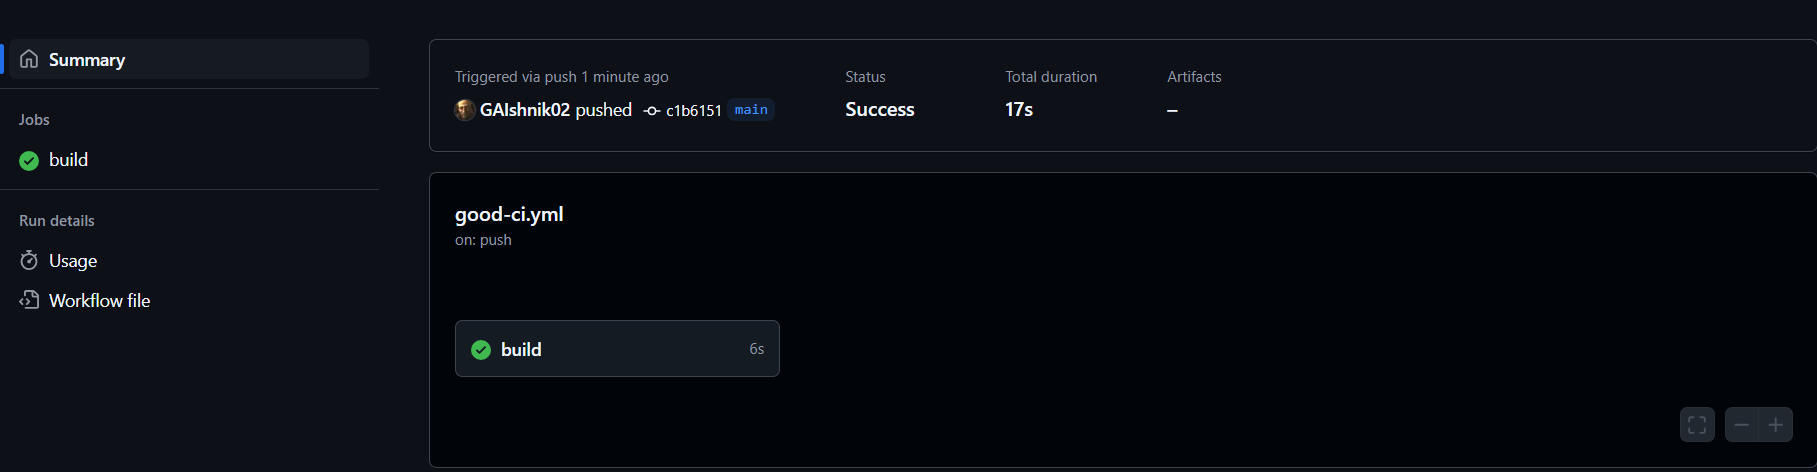 Summary
Jobs
build
Run details
Usage
Workflow file
Triggered via push 1 minute ago
GAIshnik02 pushed c1b6151 main
Status
Success
Total duration
17s
Artifacts
–
good-ci.yml
on: push
build 6s